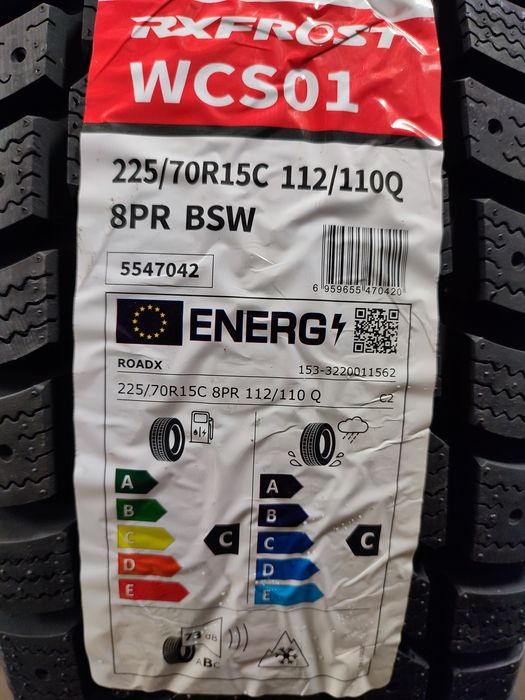 RXFROST
WCS01
225/70R15C 112/110Q
8PR BSW
5547042
6 959655 470420
ENERG
ROADX
153-3220011562
225/70R15C 8PR 112/110 Q
C2
A
B
C
D
E
C
A
B
C
D
E
C
73 dB
ABC